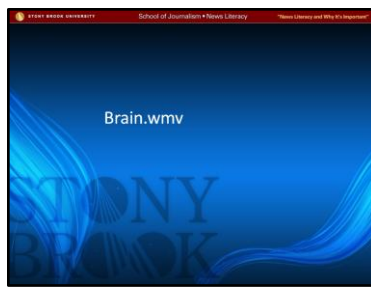 STONY BROOK UNIVERSITY
School of Journalism • News Literacy
"News Literacy and Why It's Important"
Brain.wmv
STONY
BROOK